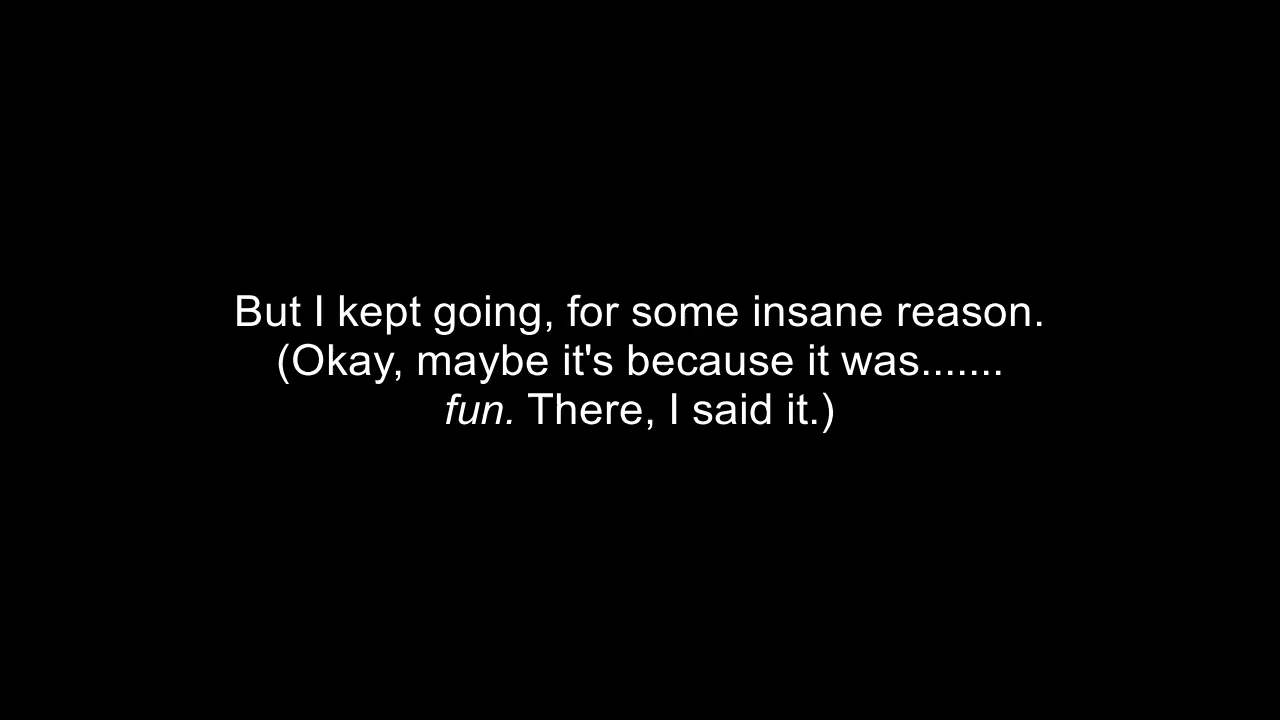 But I kept going, for some insane reason.
(Okay, maybe it's because it was.......
fun. There, I said it.)